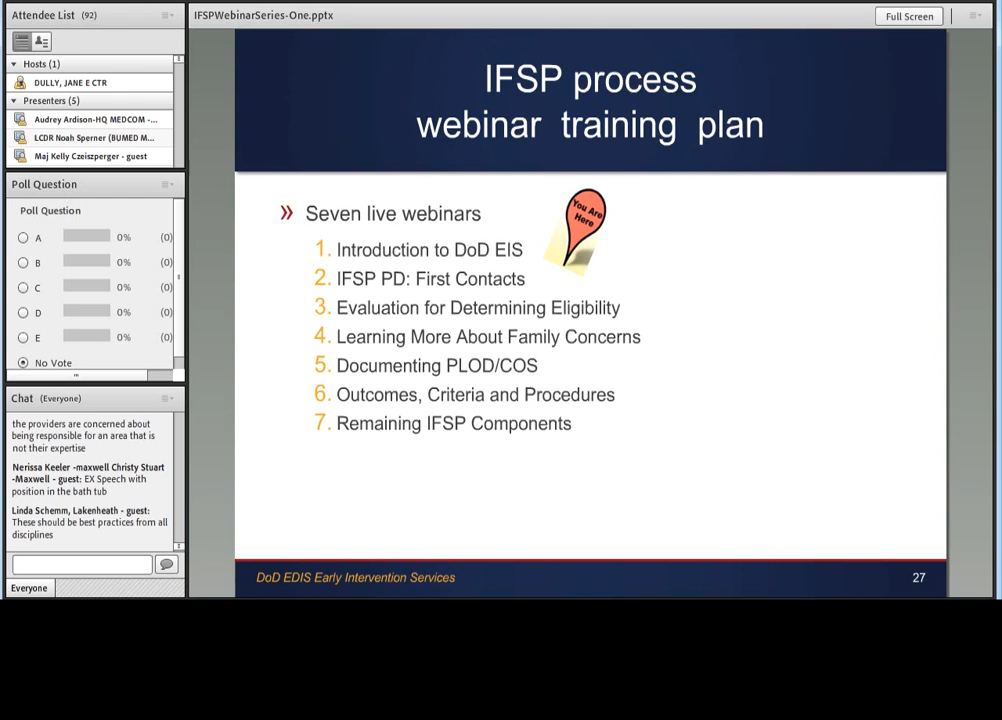 Attendee List (92)
Hosts (1)
DULLY, JANE E CTR
Presenters (5)
Audrey Ardison-HQ MEDCOM -...
LCDR Noah Sperner (BUMED M...
Maj Kelly Czeiszperger - guest
Poll Question
Poll Question
A 0% (0)
B 0% (0)
C 0% (0)
D 0% (0)
E 0% (0)
No Vote
Chat (Everyone)
the providers are concerned about
being responsible for an area that is
not their expertise
Nerissa Keeler -maxwell Christy Stuart
-Maxwell - guest: EX Speech with
position in the bath tub
Linda Schemm, Lakenheath - guest:
These should be best practices from all
disciplines
Everyone
IFSPWebinarSeries-One.pptx
Full Screen
IFSP process
webinar training plan
» Seven live webinars
You Are
Here
1. Introduction to DoD EIS
2. IFSP PD: First Contacts
3. Evaluation for Determining Eligibility
4. Learning More About Family Concerns
5. Documenting PLOD/COS
6. Outcomes, Criteria and Procedures
7. Remaining IFSP Components
DoD EDIS Early Intervention Services
27